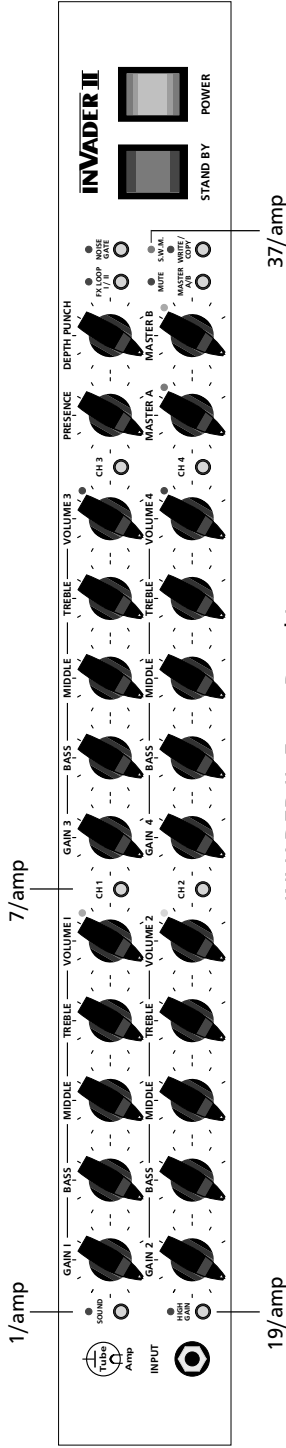 1/amp
7/amp
Tube
Amp
SOUND
GAIN 1
BASS
MIDDLE
TREBLE
VOLUME 1
CH 1
GAIN 3
BASS
MIDDLE
TREBLE
VOLUME 3
CH 3
PRESENCE
DEPTH PUNCH
FX LOOP
I / II
NOISE
GATE
INVADER II
INPUT
HIGH
GAIN
GAIN 2
BASS
MIDDLE
TREBLE
VOLUME 2
CH 2
GAIN 4
BASS
MIDDLE
TREBLE
VOLUME 4
CH 4
MASTER A
MASTER B
MUTE
S.W.M.
MASTER
A/B
WRITE/
COPY
STAND BY
POWER
19/amp
37/amp